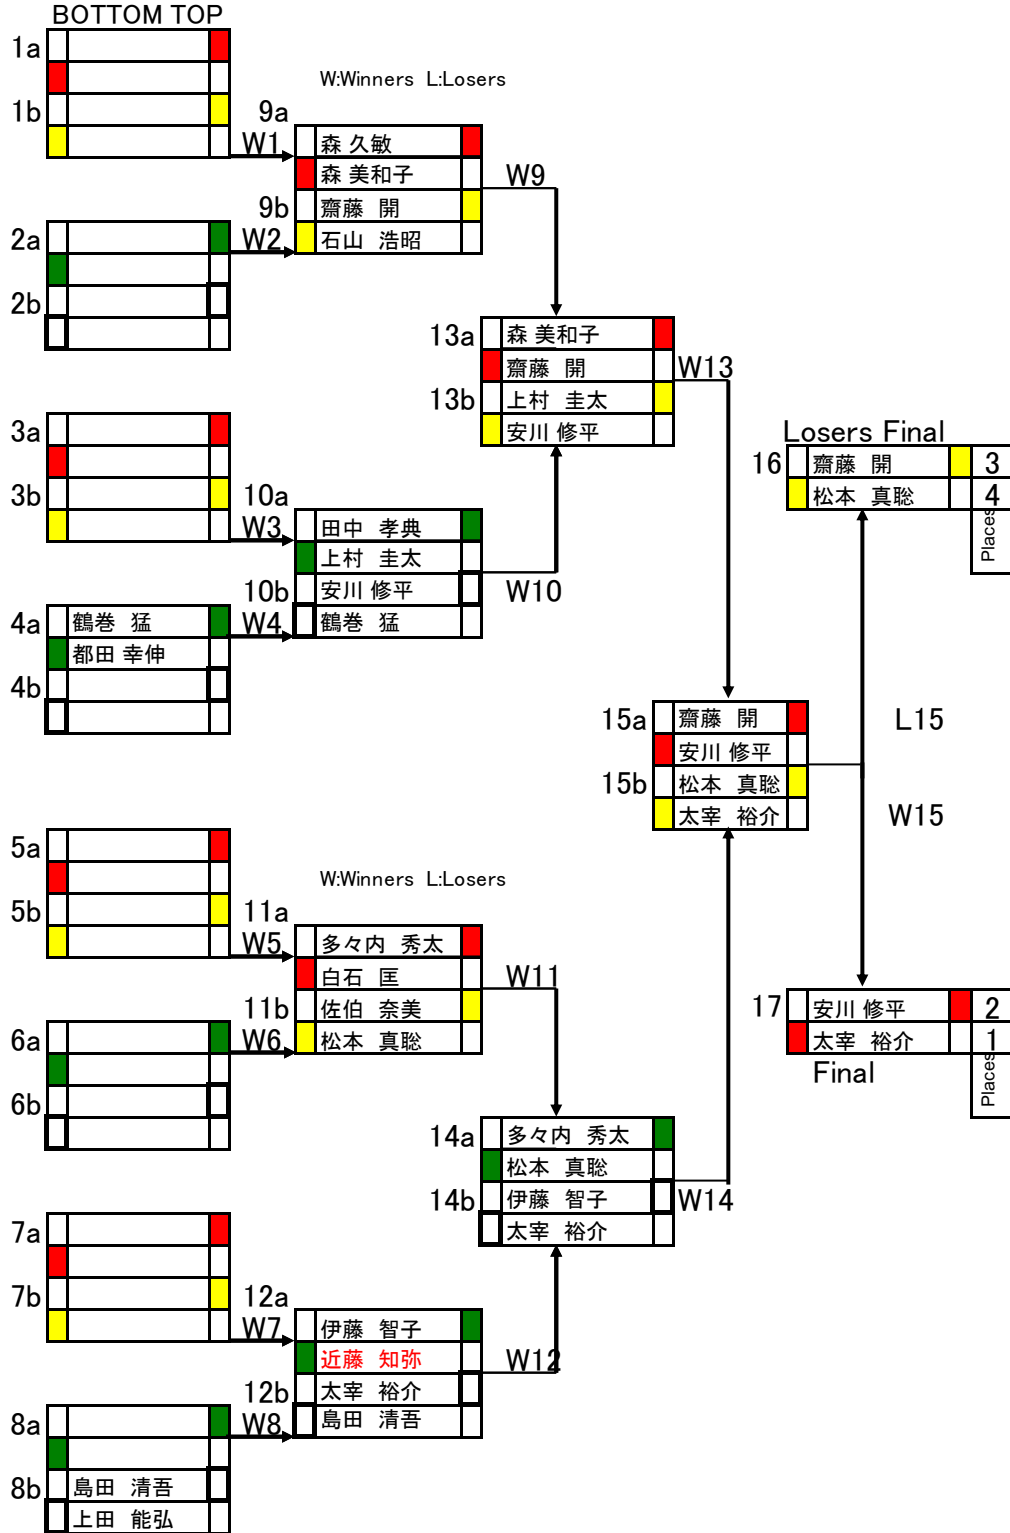 BOTTOM TOP
1a
1b
W:Winners L:Losers
9a
W1
森 久敏
森 美和子
W9
9b
齋藤 開
2a
W2
石山 浩昭
2b
13a
森 美和子
齋藤 開
W13
13b
上村 圭太
安川 修平
3a
Losers Final
16
齋藤 開
3
3b
10a
松本 真聡
4
Places
W3
田中 孝典
上村 圭太
10b
安川 修平
W10
4a
鶴巻 猛
W4
鶴巻 猛
都田 幸伸
4b
15a
齋藤 開
L15
安川 修平
15b
松本 真聡
太宰 裕介
W15
5a
W:Winners L:Losers
5b
11a
W5
多々内 秀太
白石 匡
W11
11b
佐伯 奈美
17
安川 修平
2
6a
W6
松本 真聡
太宰 裕介
1
Final
Places
6b
14a
多々内 秀太
松本 真聡
14b
伊藤 智子
W14
太宰 裕介
7a
7b
12a
W7
伊藤 智子
近藤 知弥
W12
12b
太宰 裕介
8a
W8
島田 清吾
8b
島田 清吾
上田 能弘